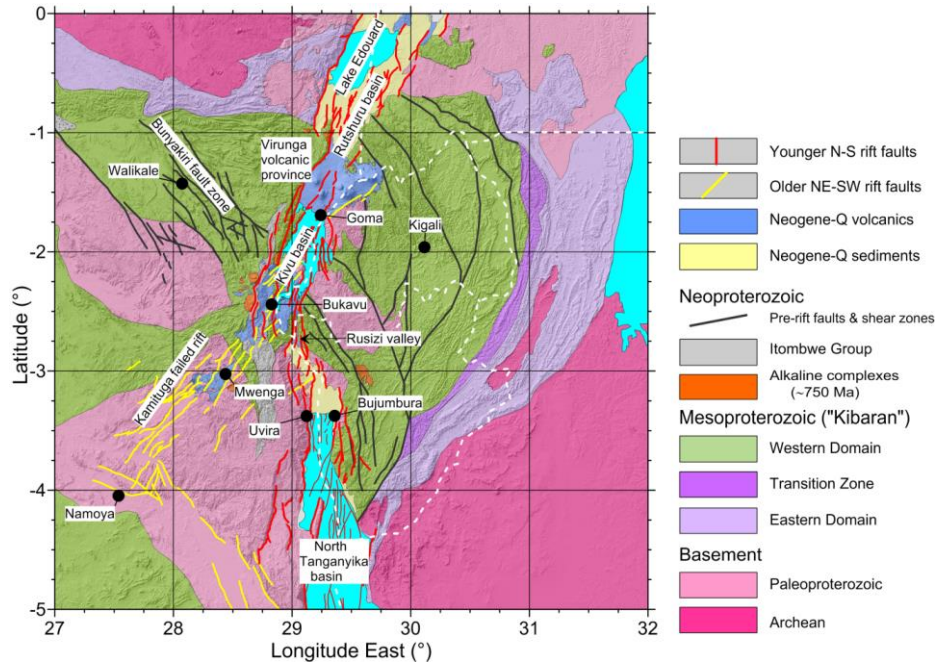 0
-1
-2
-3
-4
-5
27
28
29
30
31
32
Latitude (°)
Longitude East (°)
Lake Edouard
Rutshuru basin
Bunyakiri fault zone
Virunga
volcanic
province
Walikale
Goma
Kigali
Kivu basin
Bukavu
Rusizi valley
Kamituga failed rift
Mwenga
Uvira
Bujumbura
Namoya
North
Tanganyika
basin
Younger N-S rift faults
Older NE-SW rift faults
Neogene-Q volcanics
Neogene-Q sediments
Neoproterozoic
Pre-rift faults & shear zones
Itombwe Group
Alkaline complexes
(~750 Ma)
Mesoproterozoic ("Kibaran")
Western Domain
Transition Zone
Eastern Domain
Basement
Paleoproterozoic
Archean